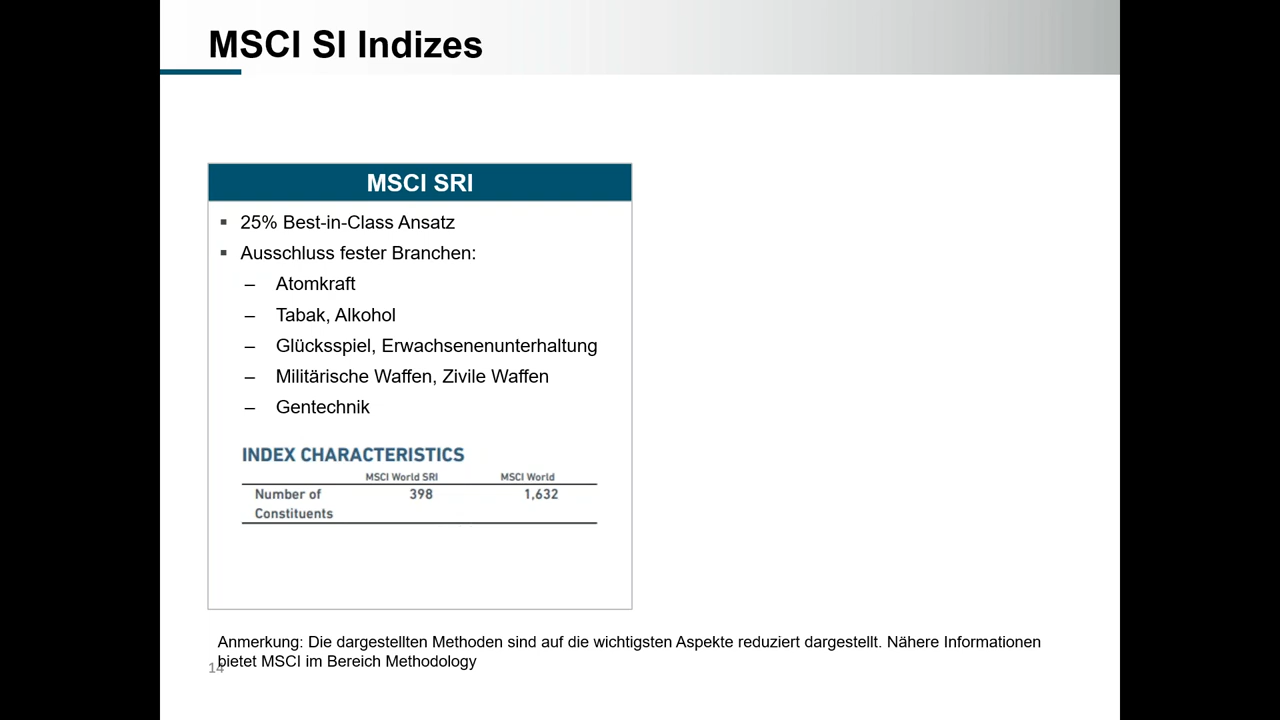 MSCI SI Indizes
MSCI SRI
▪ 25% Best-in-Class Ansatz
▪ Ausschluss fester Branchen:
– Atomkraft
– Tabak, Alkohol
– Glücksspiel, Erwachsenenunterhaltung
– Militärische Waffen, Zivile Waffen
– Gentechnik
INDEX CHARACTERISTICS
MSCI World SRI MSCI World
Number of 398 1,632
Constituents
Anmerkung: Die dargestellten Methoden sind auf die wichtigsten Aspekte reduziert dargestellt. Nähere Informationen
bietet MSCI im Bereich Methodology
14